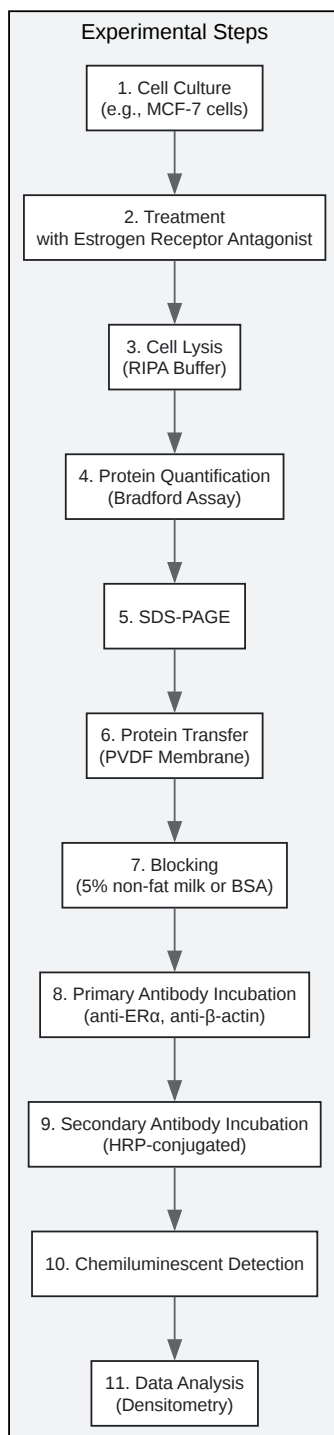 Experimental Steps
1. Cell Culture
(e.g., MCF-7 cells)
2. Treatment
with Estrogen Receptor Antagonist
3. Cell Lysis
(RIPA Buffer)
4. Protein Quantification
(Bradford Assay)
5. SDS-PAGE
6. Protein Transfer
(PVDF Membrane)
7. Blocking
(5% non-fat milk or BSA)
8. Primary Antibody Incubation
(anti-ERα, anti-β-actin)
9. Secondary Antibody Incubation
(HRP-conjugated)
10. Chemiluminescent Detection
11. Data Analysis
(Densitometry)